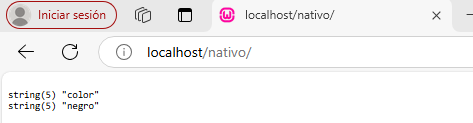 Iniciar sesión
localhost/nativo/
localhost/nativo/
string(5) "color"
string(5) "negro"